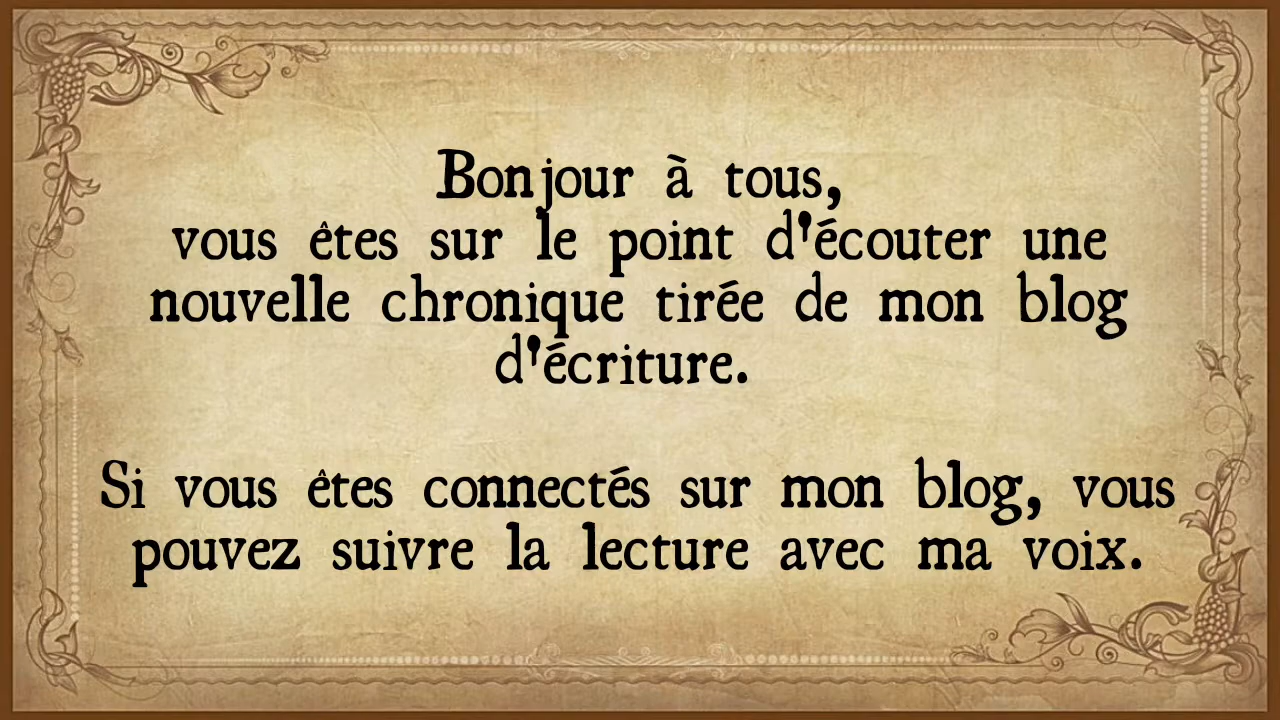 Bonjour à tous,
vous êtes sur le point d'écouter une
nouvelle chronique tirée de mon blog
d'écriture.
Si vous êtes connectés sur mon blog, vous
pouvez suivre la lecture avec ma voix.